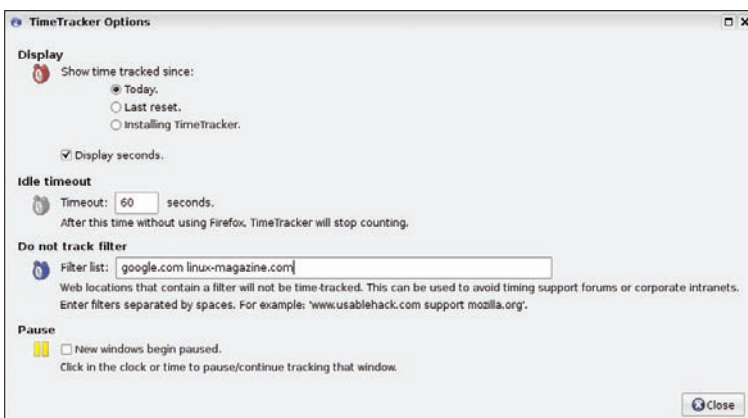 TimeTracker Options
Display
Show time tracked since:
Today.
Last reset.
Installing TimeTracker.
Display seconds.
Idle timeout
Timeout: 60 seconds.
After this time without using Firefox, TimeTracker will stop counting.
Do not track filter
Filter list: google.com linux-magazine.com
Web locations that contain a filter will not be time-tracked. This can be used to avoid timing support forums or corporate intranets.
Enter filters separated by spaces. For example: 'www.usablehack.com support mozilla.org'.
Pause
New windows begin paused.
Click in the clock or time to pause/continue tracking that window.
Close